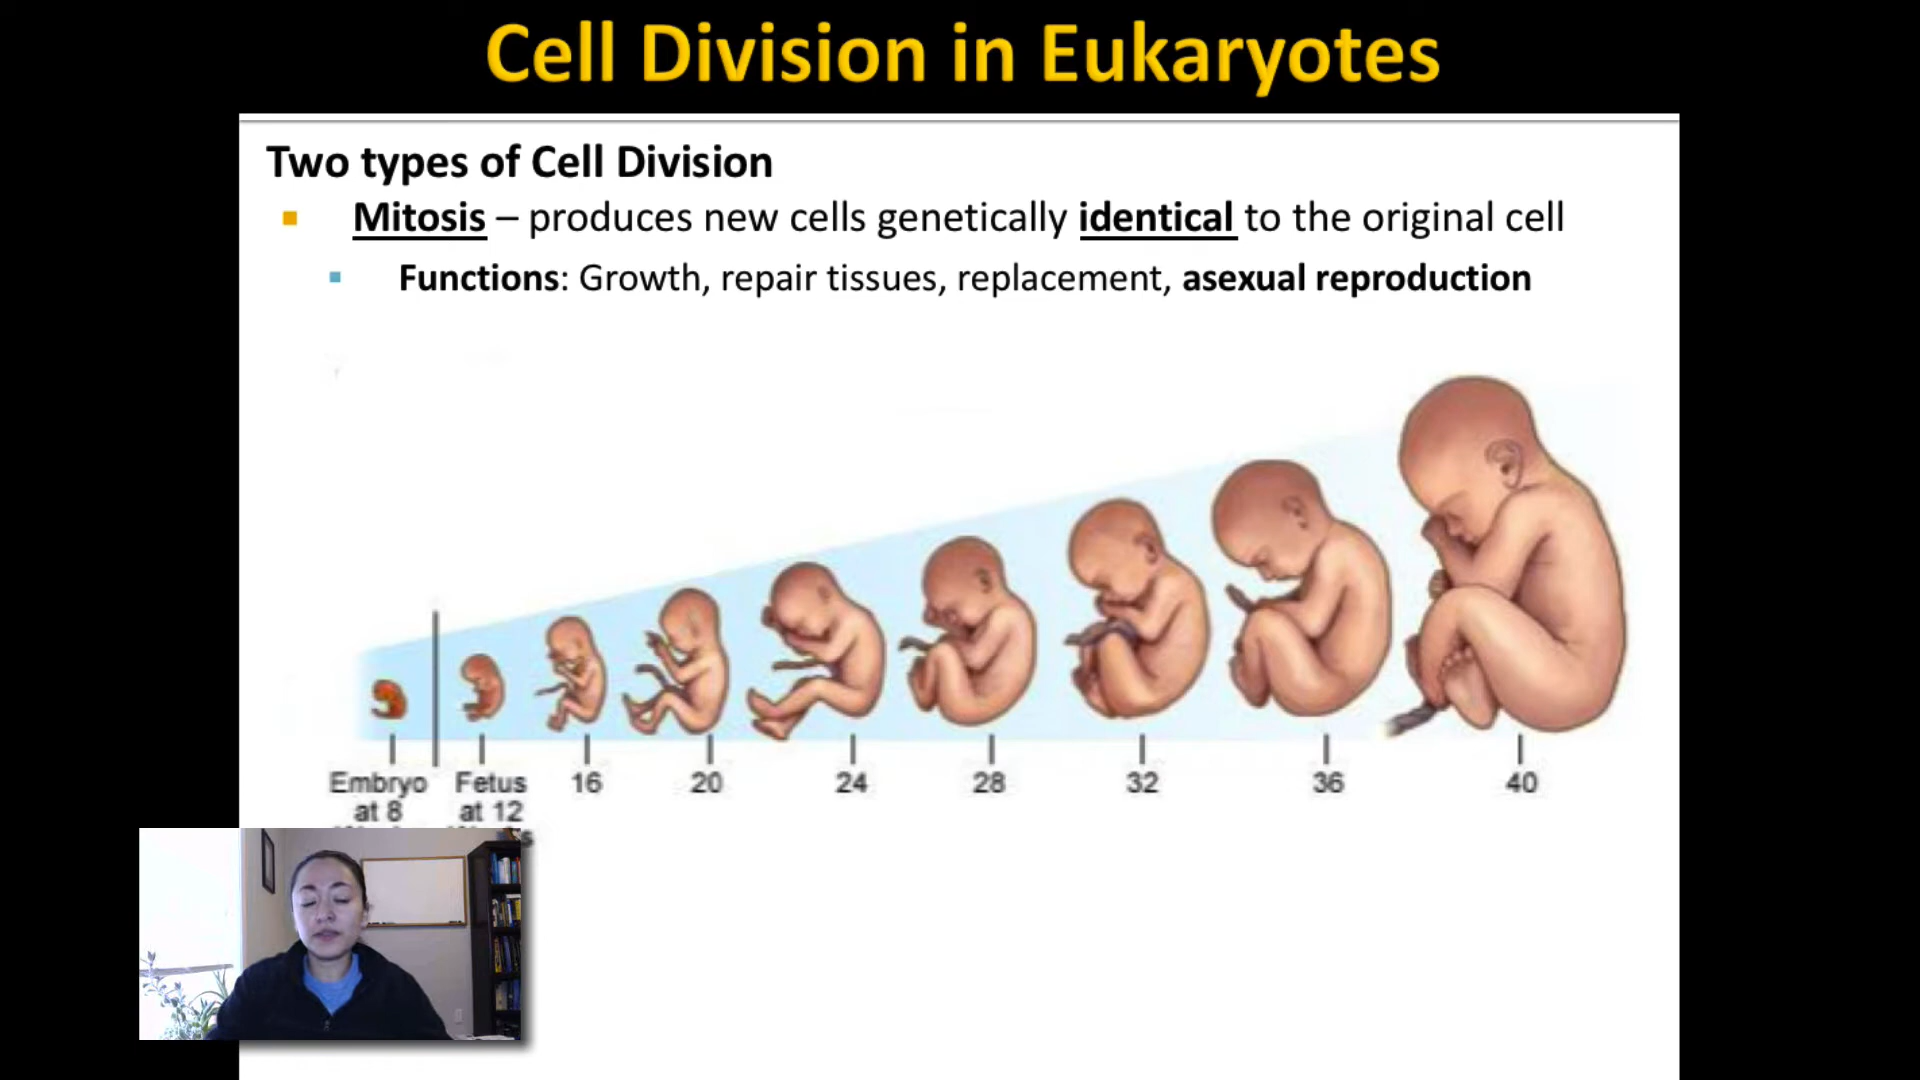 Cell Division in Eukaryotes
Two types of Cell Division
Mitosis – produces new cells genetically identical to the original cell
Functions: Growth, repair tissues, replacement, asexual reproduction
Embryo Fetus 16 20 24 28 32 36 40
at 8 at 12